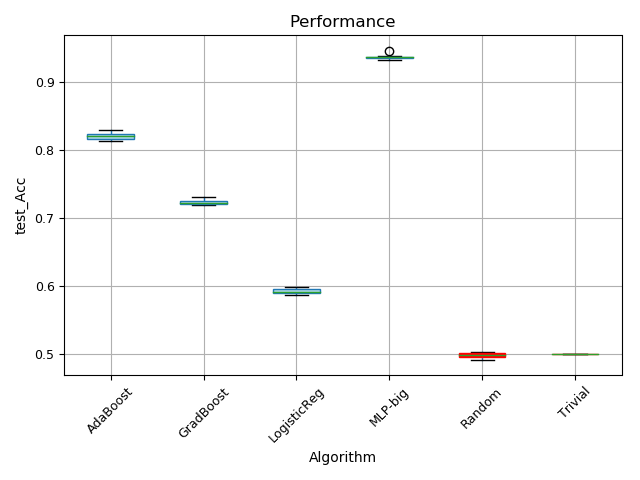 Performance
test_Acc
0.9
0.8
0.7
0.6
0.5
AdaBoost
GradBoost
LogisticReg
MLP-big
Random
Trivial
Algorithm